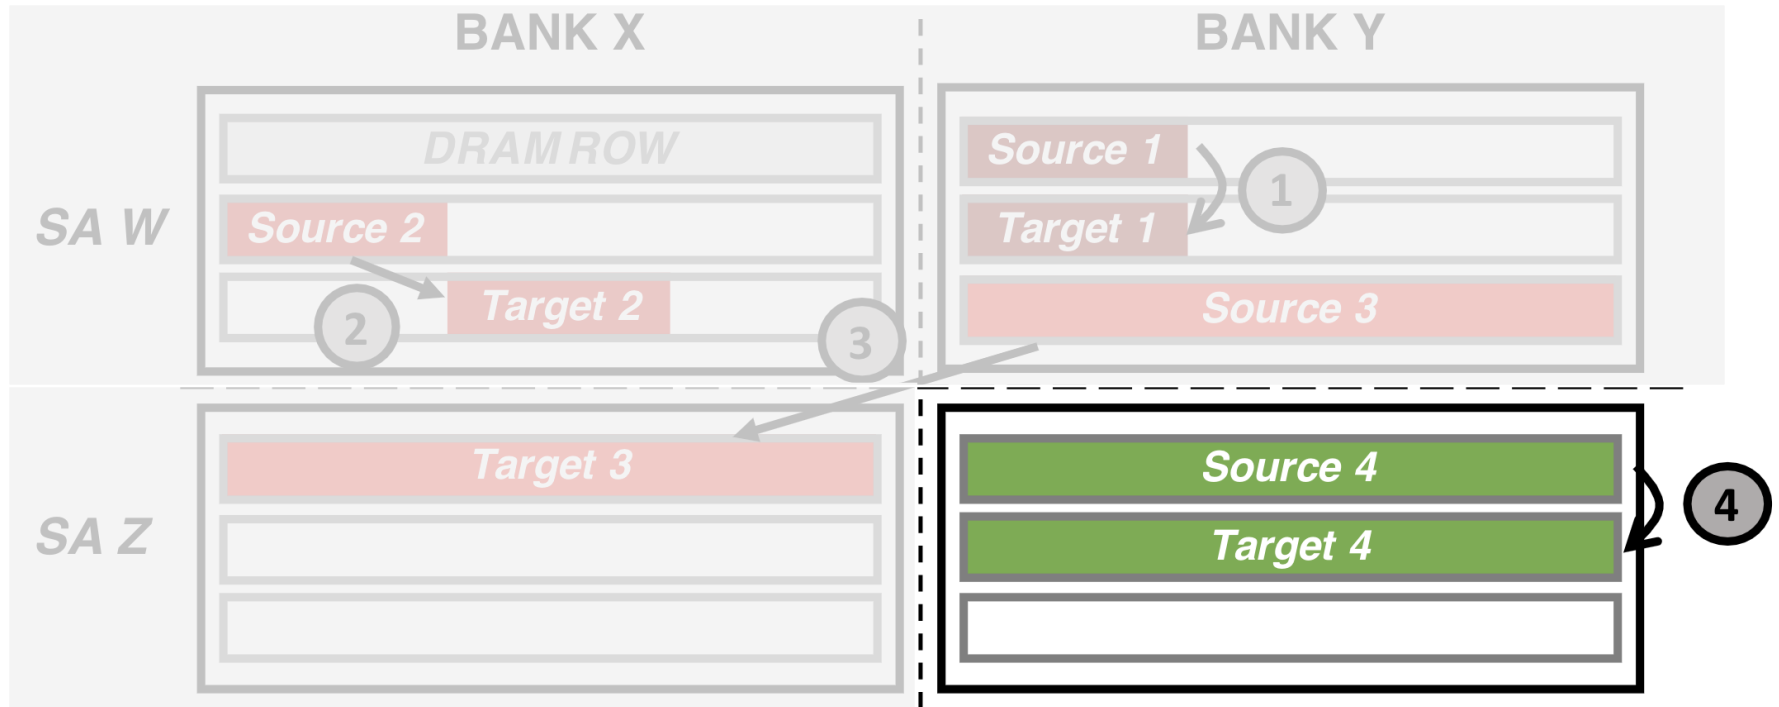 BANK X
BANK Y
SA W
DRAM ROW
Source 2
Target 2
2
3
Source 1
Target 1
1
Source 3
SA Z
Target 3
Source 4
Target 4
4